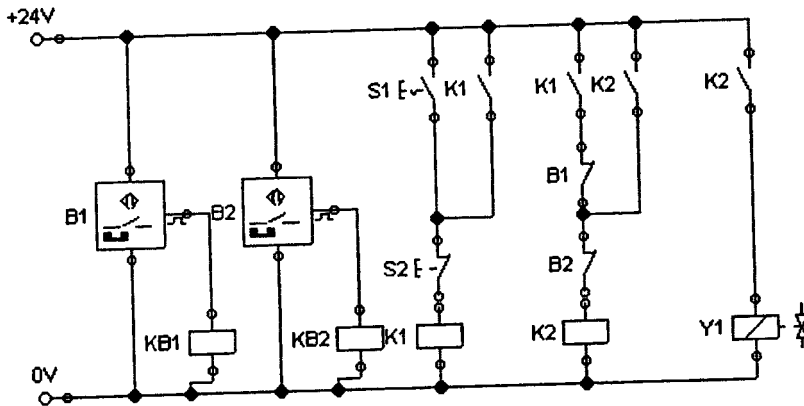 +24V
S1 K1 K1 K2 K2
B1
B1 B2
S2 B2
KB1 KB2 K1 K2 Y1
0V